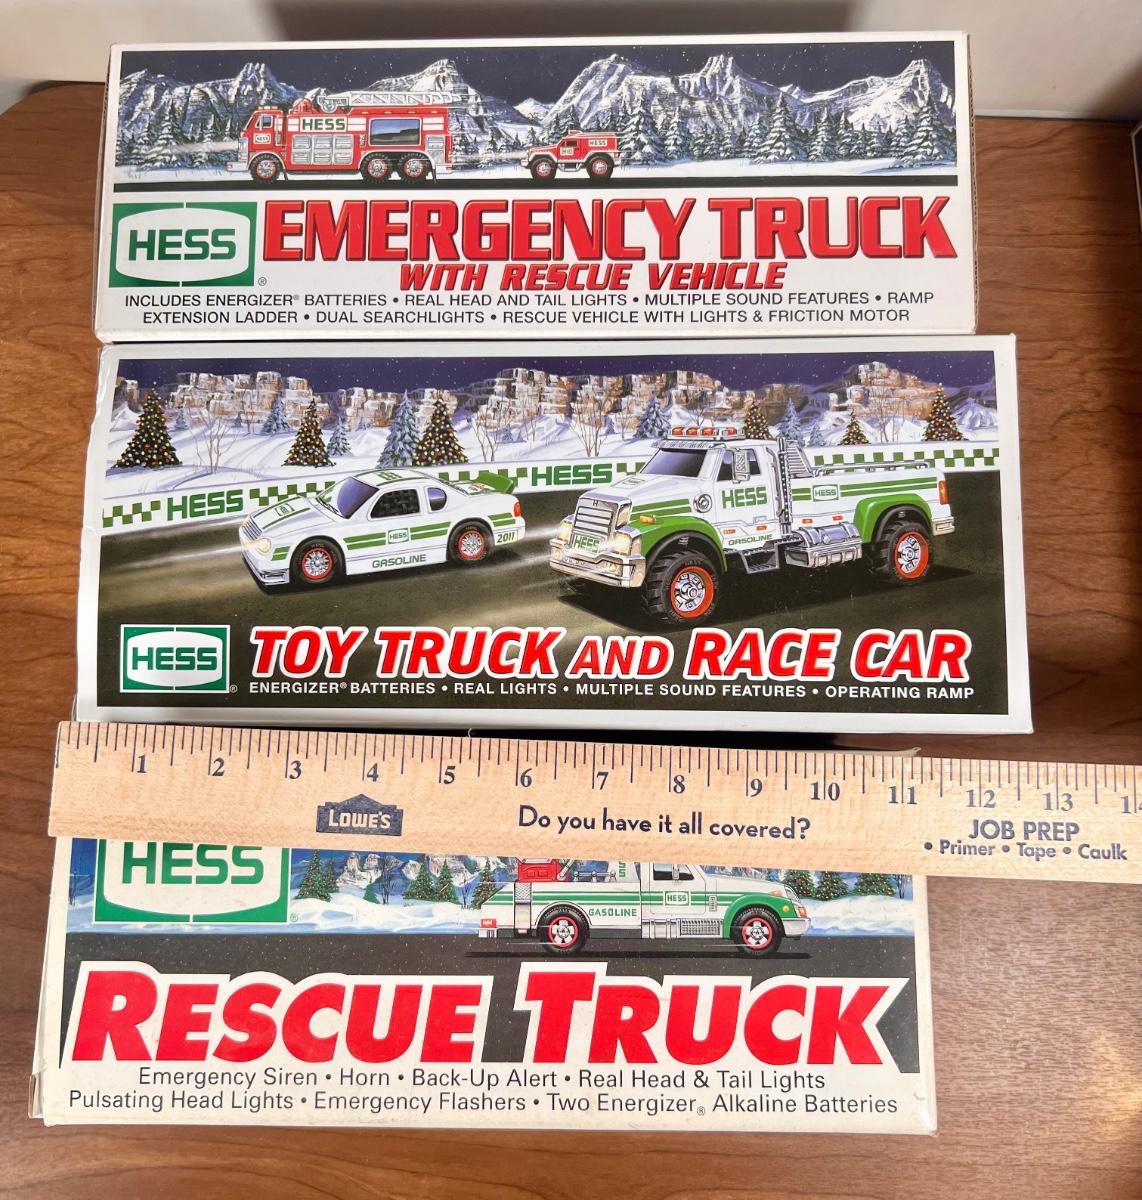 HESS
HESS
HESS
HESS®
EMERGENCY TRUCK
WITH RESCUE VEHICLE
INCLUDES ENERGIZER® BATTERIES • REAL HEAD AND TAIL LIGHTS • MULTIPLE SOUND FEATURES • RAMP
EXTENSION LADDER • DUAL SEARCHLIGHTS • RESCUE VEHICLE WITH LIGHTS & FRICTION MOTOR
HESS
HESS
HESS
HESS
HESS
GASOLINE
2011
HESS
GASOLINE
HESS®
TOY TRUCK AND RACE CAR
ENERGIZER® BATTERIES • REAL LIGHTS • MULTIPLE SOUND FEATURES • OPERATING RAMP
1 2 3 4 5 6 7 8 9 10 11 12 13 14
LOWE'S
Do you have it all covered?
JOB PREP
• Primer • Tape • Caulk
HESS®
GASOLINE
HESS
RESCUE TRUCK
Emergency Siren • Horn • Back-Up Alert • Real Head & Tail Lights
Pulsating Head Lights • Emergency Flashers • Two Energizer® Alkaline Batteries